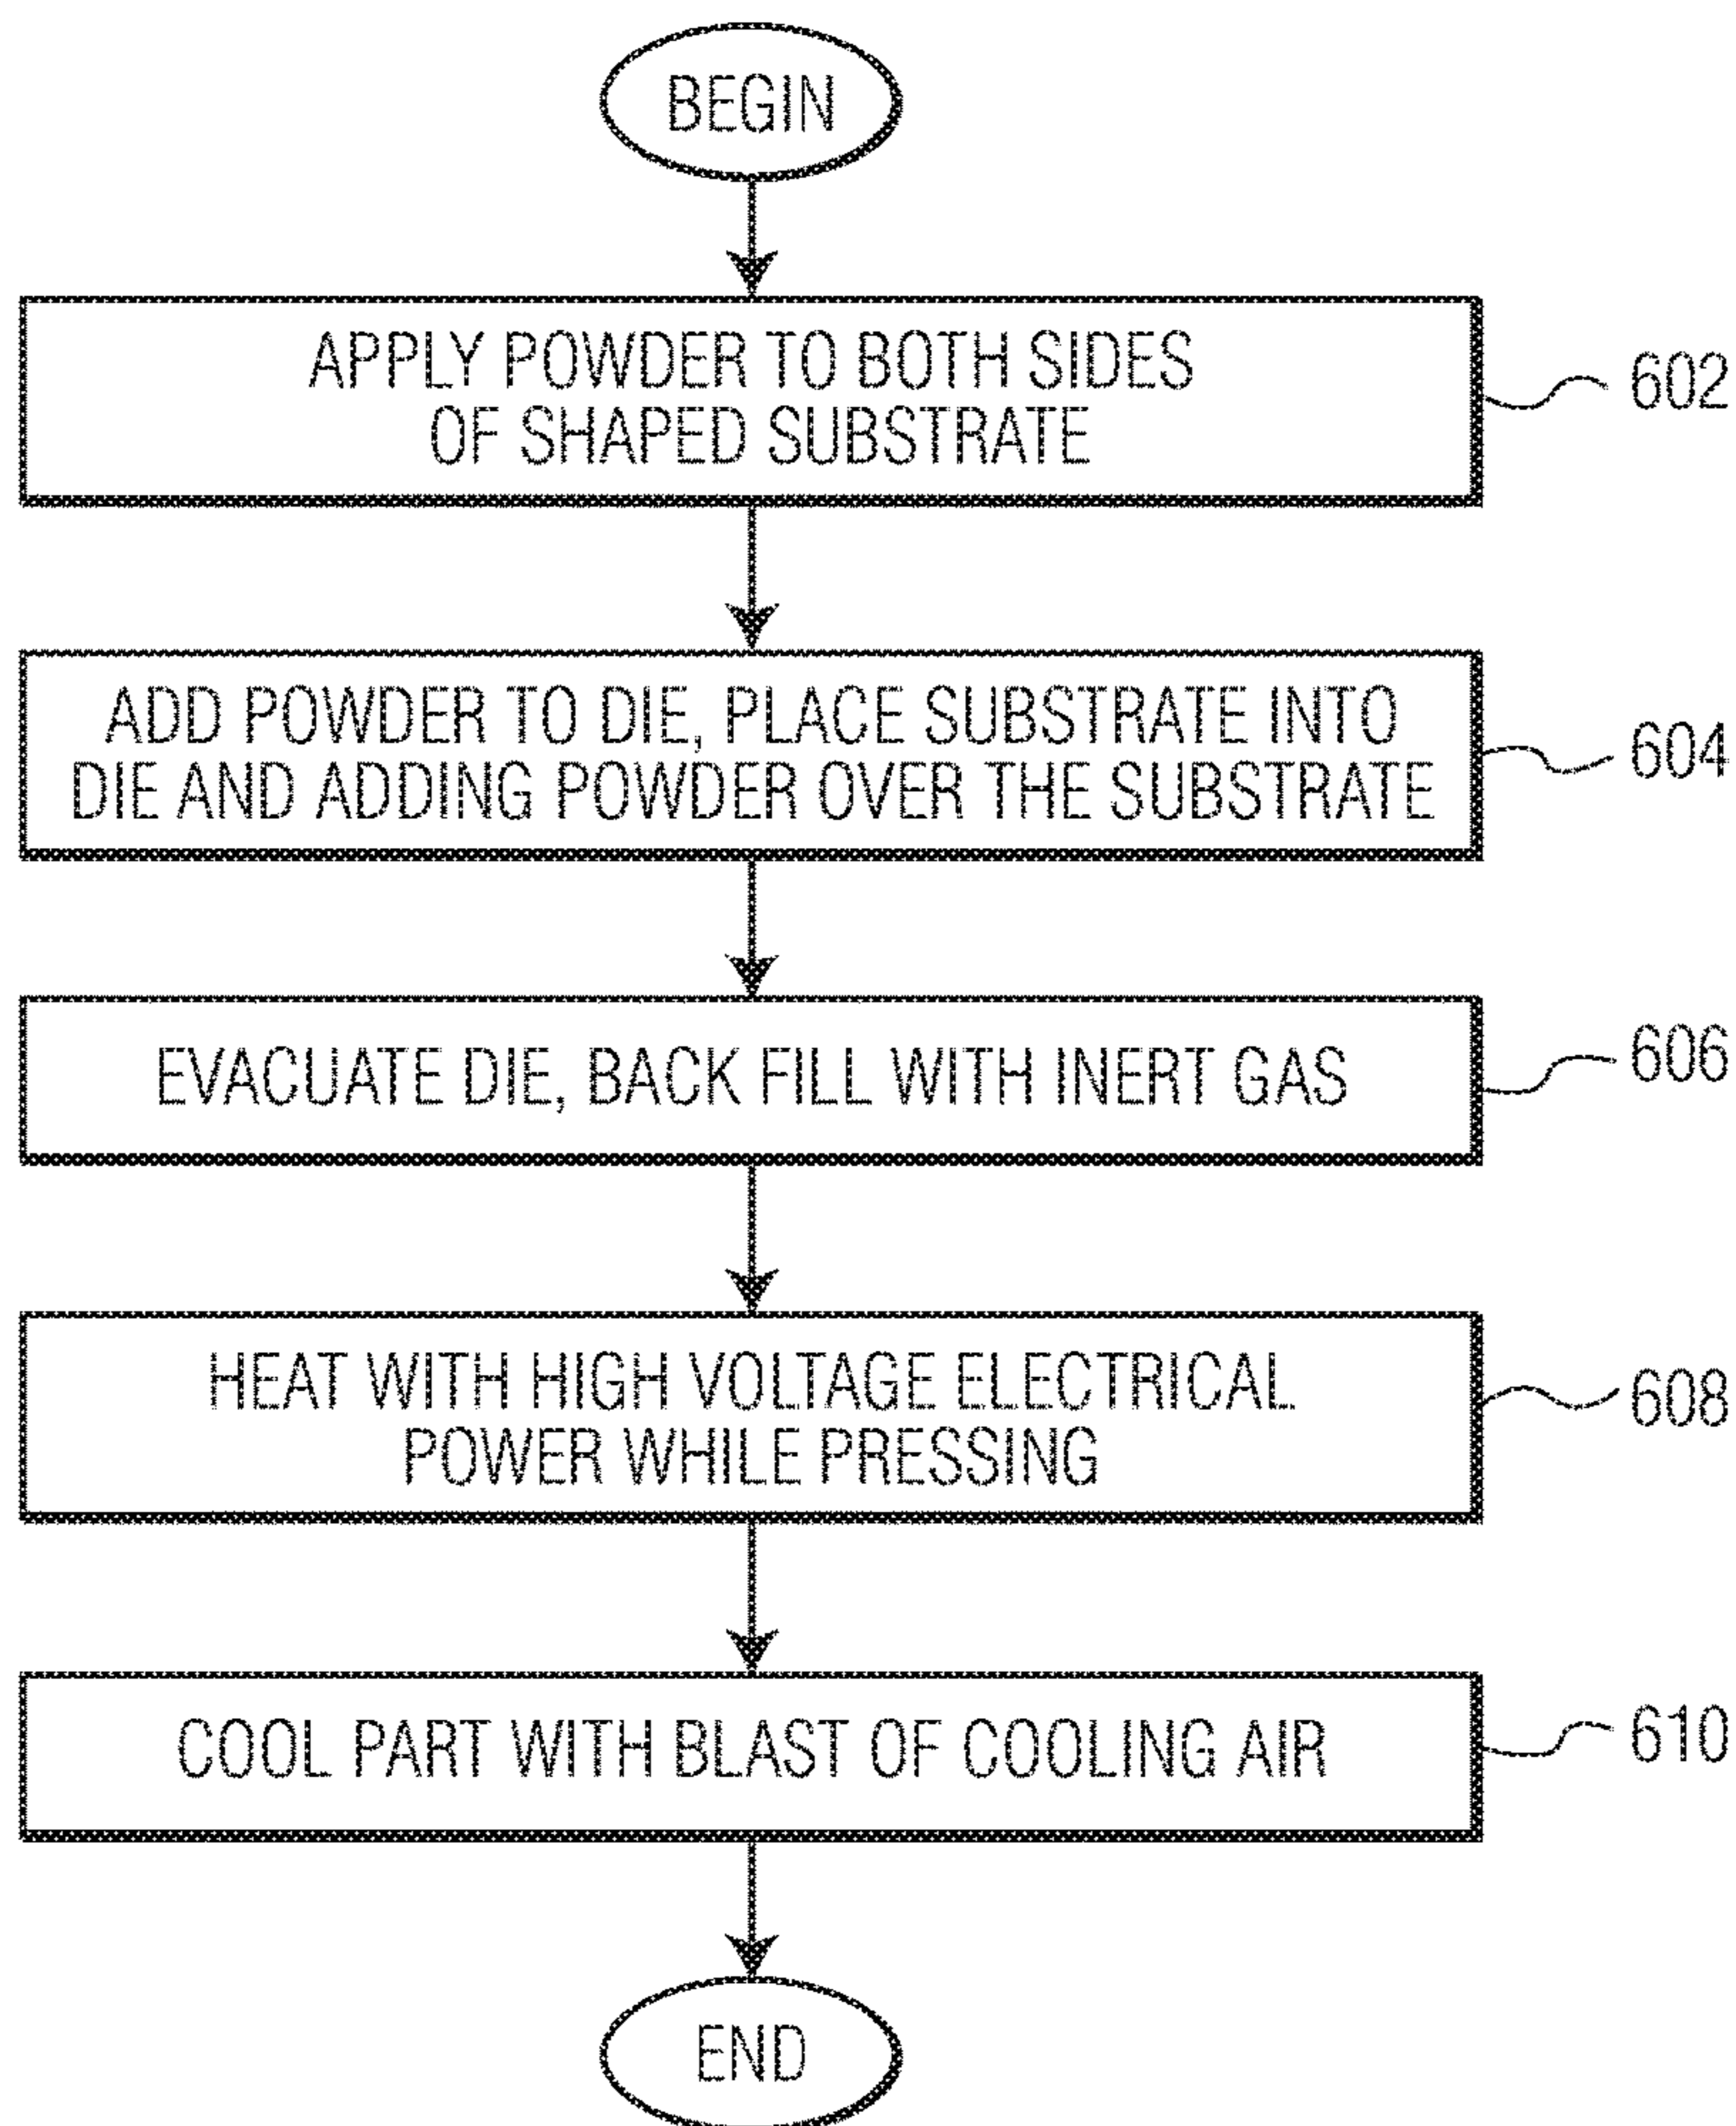 BEGIN
APPLY POWDER TO BOTH SIDES
OF SHAPED SUBSTRATE
602
ADD POWDER TO DIE, PLACE SUBSTRATE INTO
DIE AND ADDING POWDER OVER THE SUBSTRATE
604
EVACUATE DIE, BACK FILL WITH INERT GAS
606
HEAT WITH HIGH VOLTAGE ELECTRICAL
POWER WHILE PRESSING
608
COOL PART WITH BLAST OF COOLING AIR
610
END